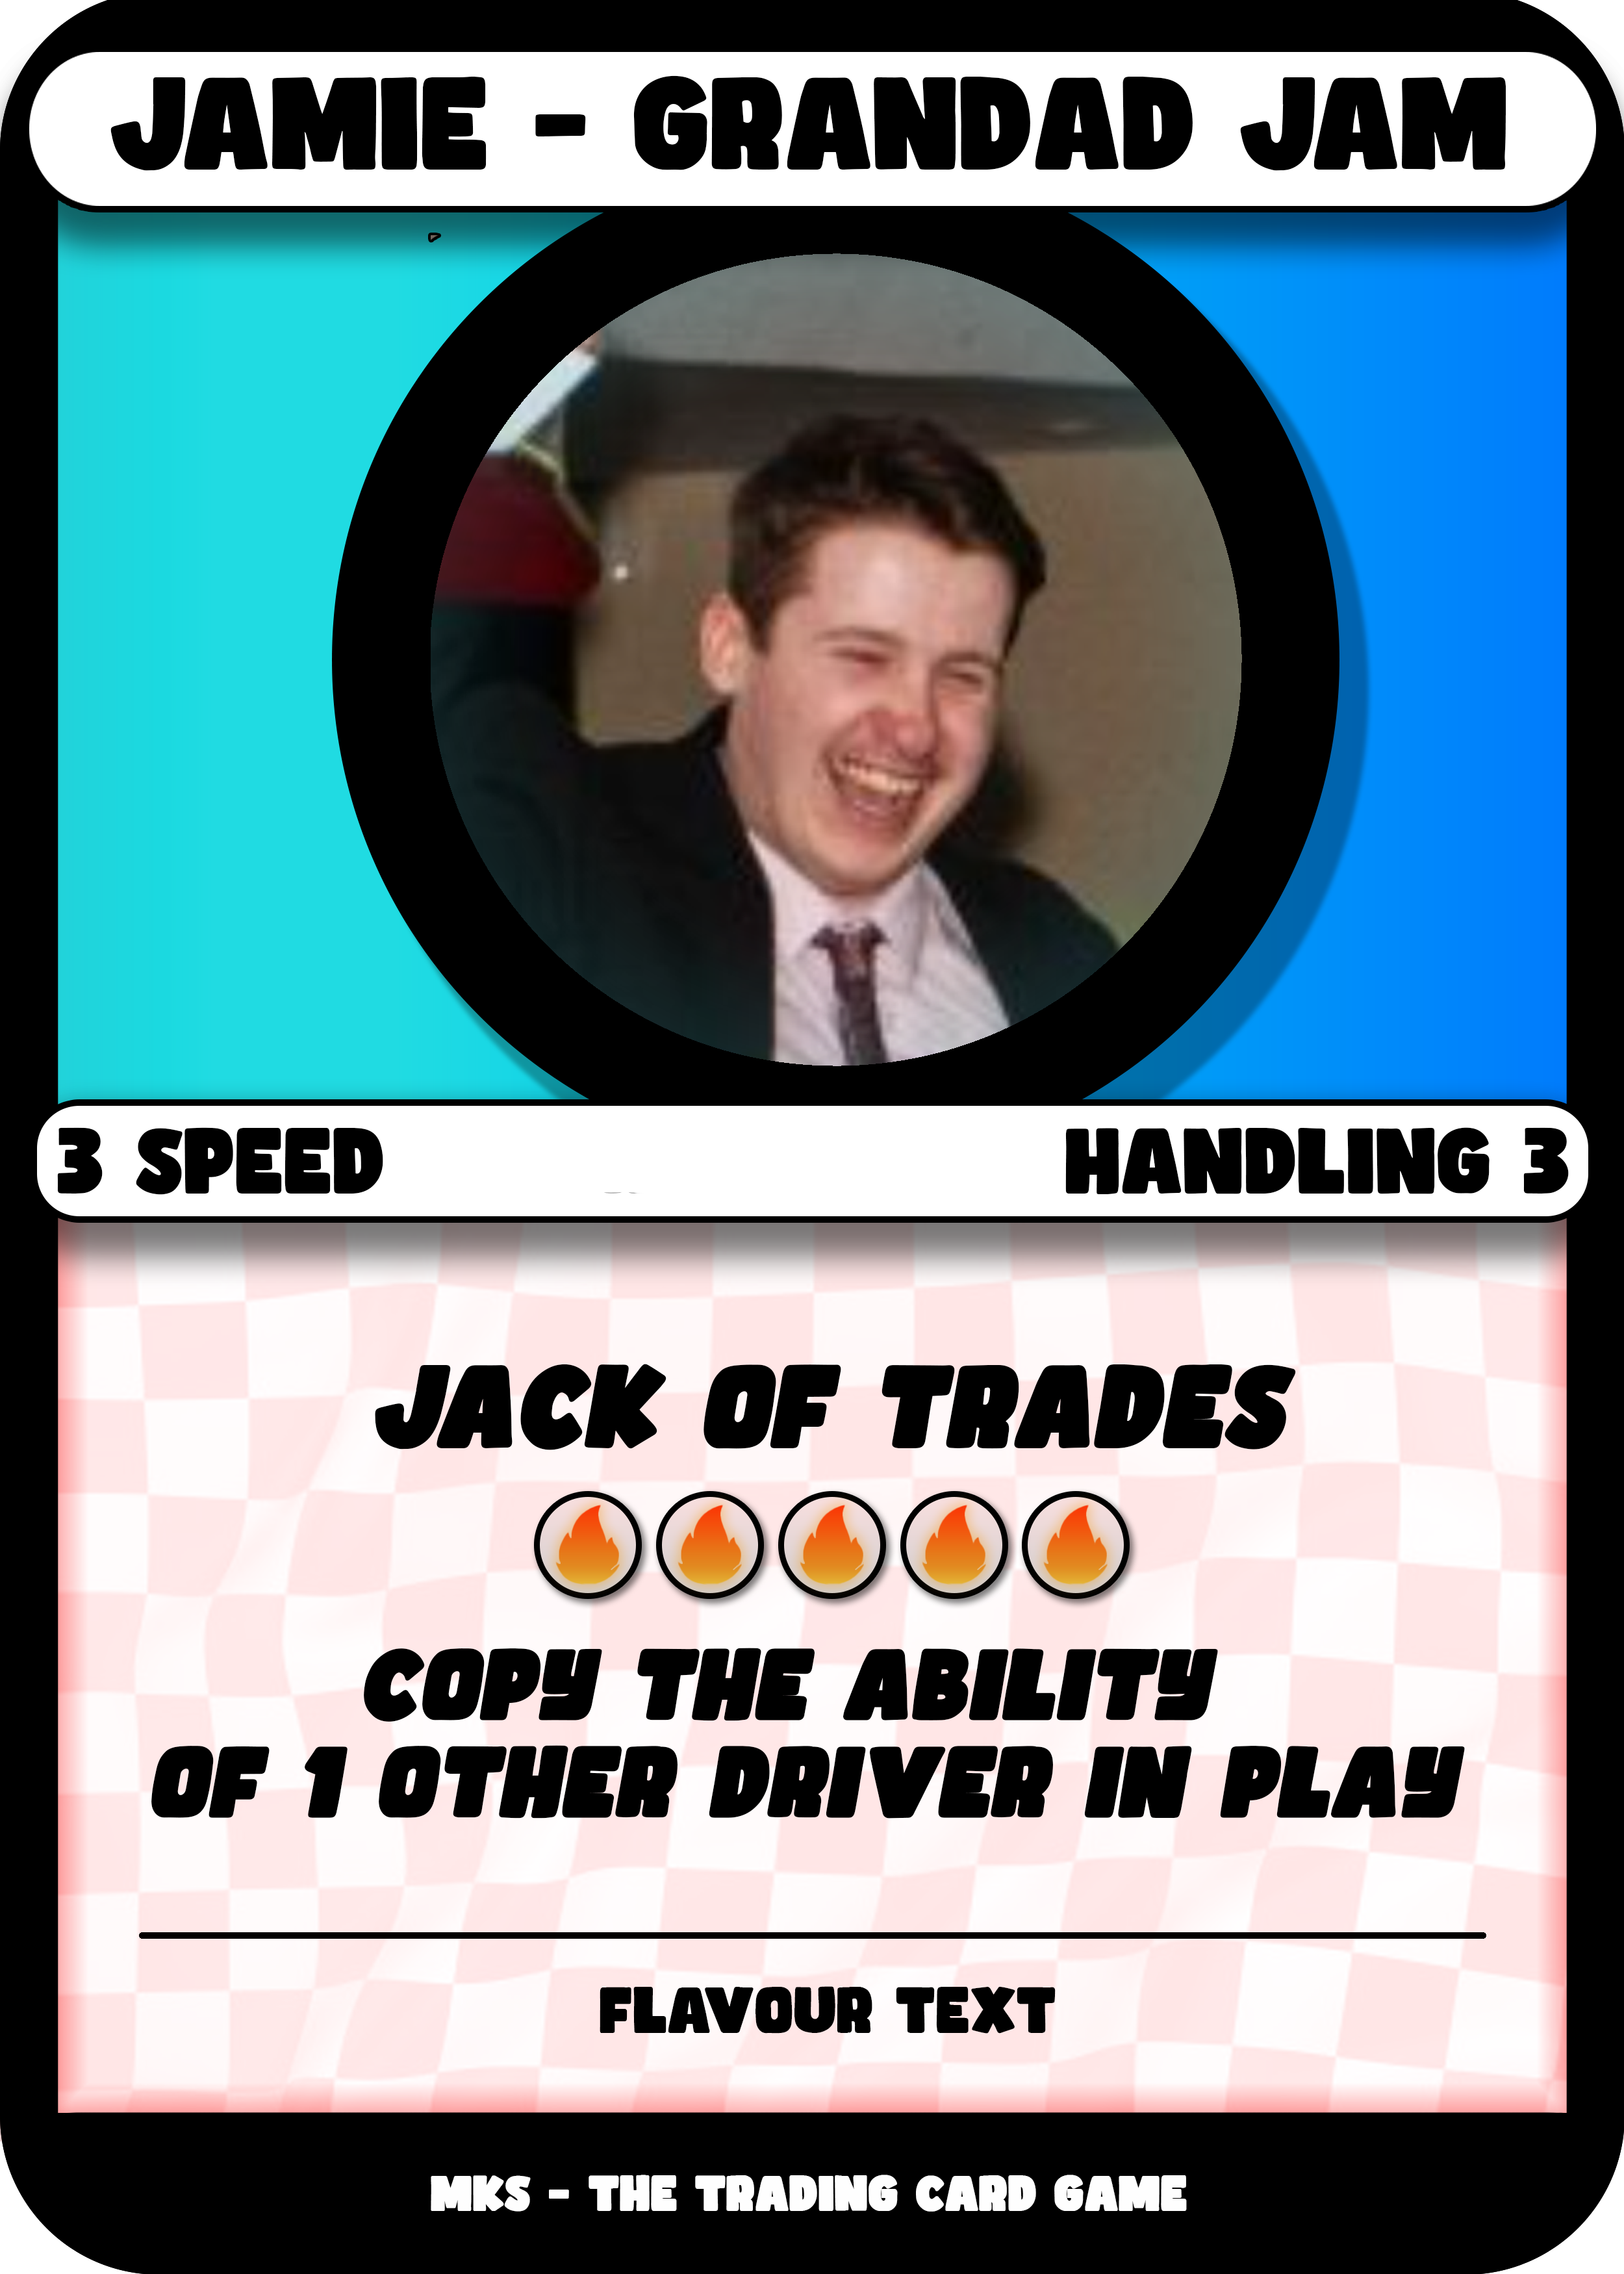 JAMIE - GRANDAD JAM
3 SPEED HANDLING 3
JACK OF TRADES
COPY THE ABILITY
OF 1 OTHER DRIVER IN PLAY
FLAVOUR TEXT
MKS - THE TRADING CARD GAME